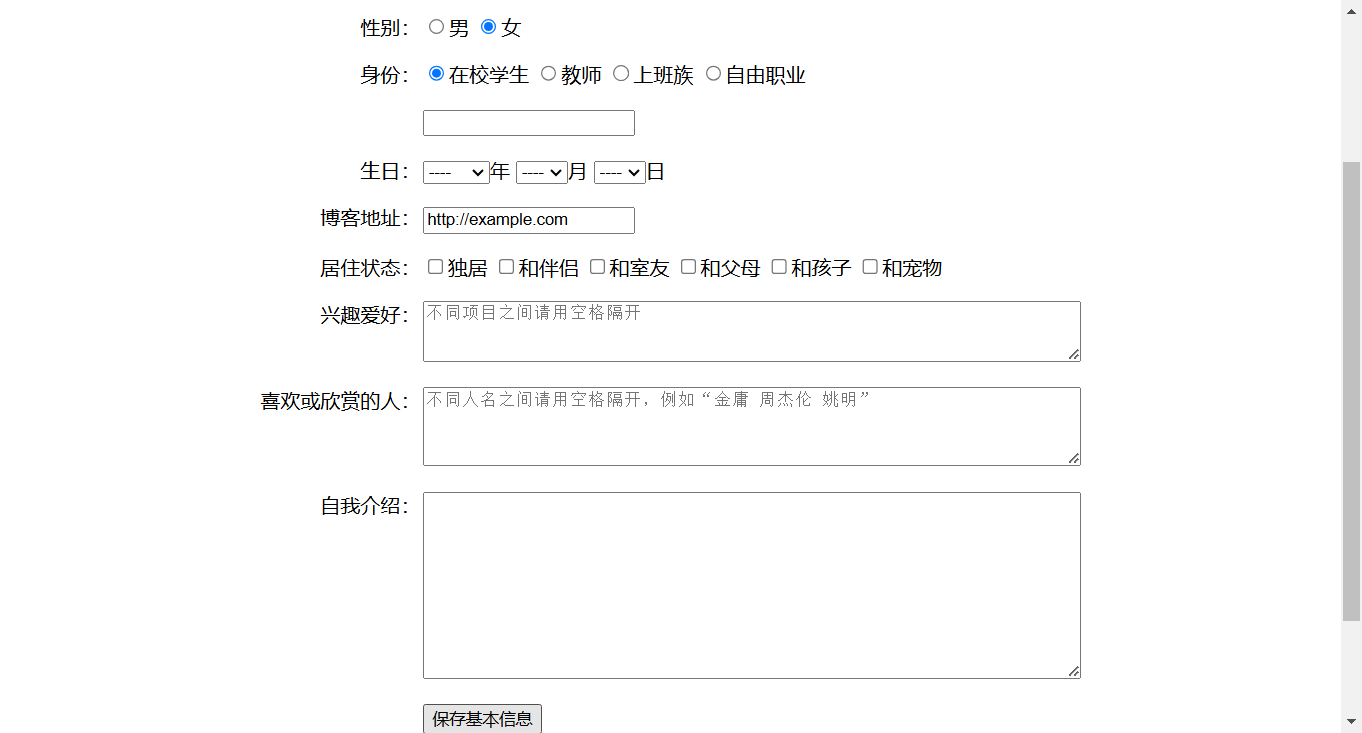 性别： 男 女
身份： 在校学生 教师 上班族 自由职业
生日： ---- 年 ---- 月 ---- 日
博客地址： http://example.com
居住状态： 独居 和伴侣 和室友 和父母 和孩子 和宠物
兴趣爱好： 不同项目之间请用空格隔开
喜欢或欣赏的人： 不同人名之间请用空格隔开，例如“金庸 周杰伦 姚明”
自我介绍：
保存基本信息